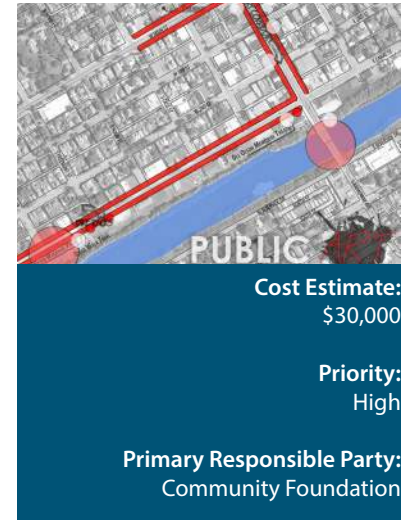 PUBLIC
Cost Estimate:
$30,000
Priority:
High
Primary Responsible Party:
Community Foundation